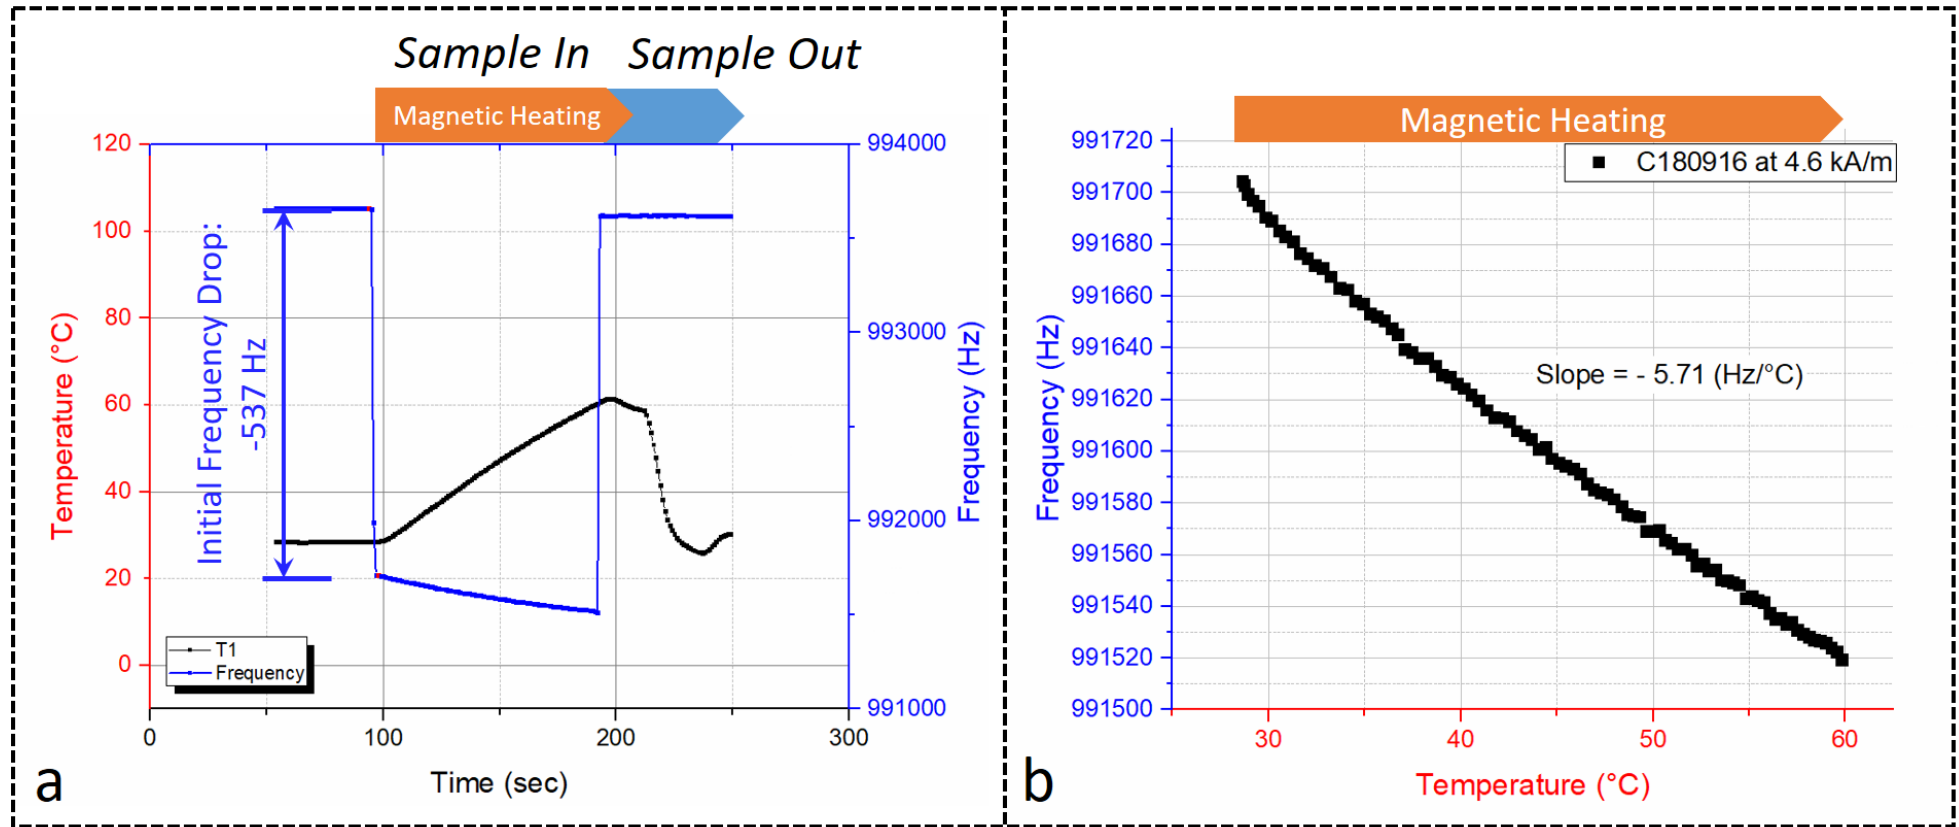 Sample In
Sample Out
Magnetic Heating
120
100
80
60
40
20
0
Temperature (°C)
Initial Frequency Drop:
-537 Hz
994000
993000
992000
991000
Frequency (Hz)
T1
Frequency
0
100
200
300
Time (sec)
a
Magnetic Heating
C180916 at 4.6 kA/m
991720
991700
991680
991660
991640
991620
991600
991580
991560
991540
991520
991500
Frequency (Hz)
Slope = - 5.71 (Hz/°C)
30
40
50
60
Temperature (°C)
b